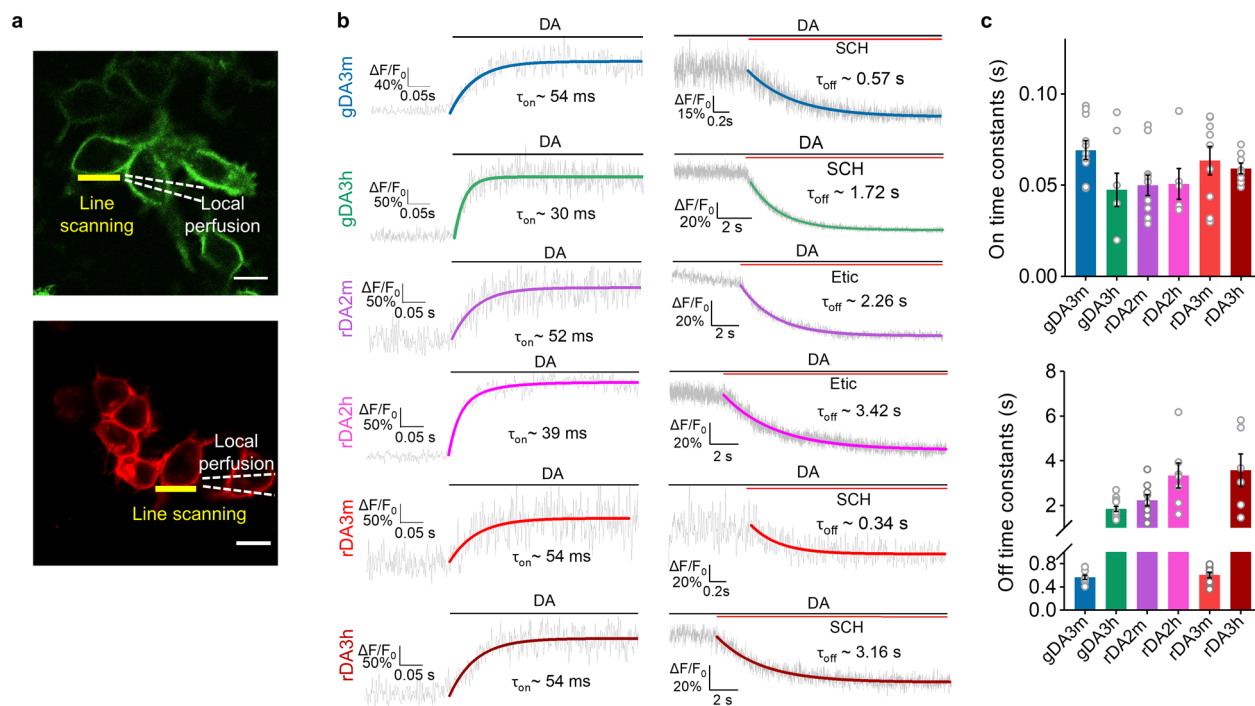 a
Line
scanning
Local
perfusion
Local
perfusion
Line scanning
b
DA
gDA3m
ΔF/F0
40%
0.05s
τon~ 54 ms
DA
SCH
τoff ~ 0.57 s
ΔF/F0
15%
0.2s
DA
gDA3h
ΔF/F0
50%
0.05s
τon~ 30 ms
DA
SCH
τoff ~ 1.72 s
ΔF/F0
20%
2 s
DA
rDA2m
ΔF/F0
50%
0.05 s
τon~ 52 ms
DA
Etic
τoff ~ 2.26 s
ΔF/F0
20%
2 s
DA
rDA2h
ΔF/F0
50%
0.05 s
τon~ 39 ms
DA
Etic
τoff ~ 3.42 s
ΔF/F0
20%
2 s
DA
rDA3m
ΔF/F0
50%
0.05s
τon~ 54 ms
DA
SCH
τoff ~ 0.34 s
ΔF/F0
20%
0.2s
DA
rDA3h
ΔF/F0
50%
0.05 s
τon~ 54 ms
DA
SCH
τoff ~ 3.16 s
ΔF/F0
20%
2 s
c
On time constants (s)
0.10
0.05
0.00
gDA3m
gDA3h
rDA2m
rDA2h
rDA3m
rDA3h
Off time constants (s)
8
6
4
2
0.8
0.4
0.0
gDA3m
gDA3h
rDA2m
rDA2h
rDA3m
rDA3h